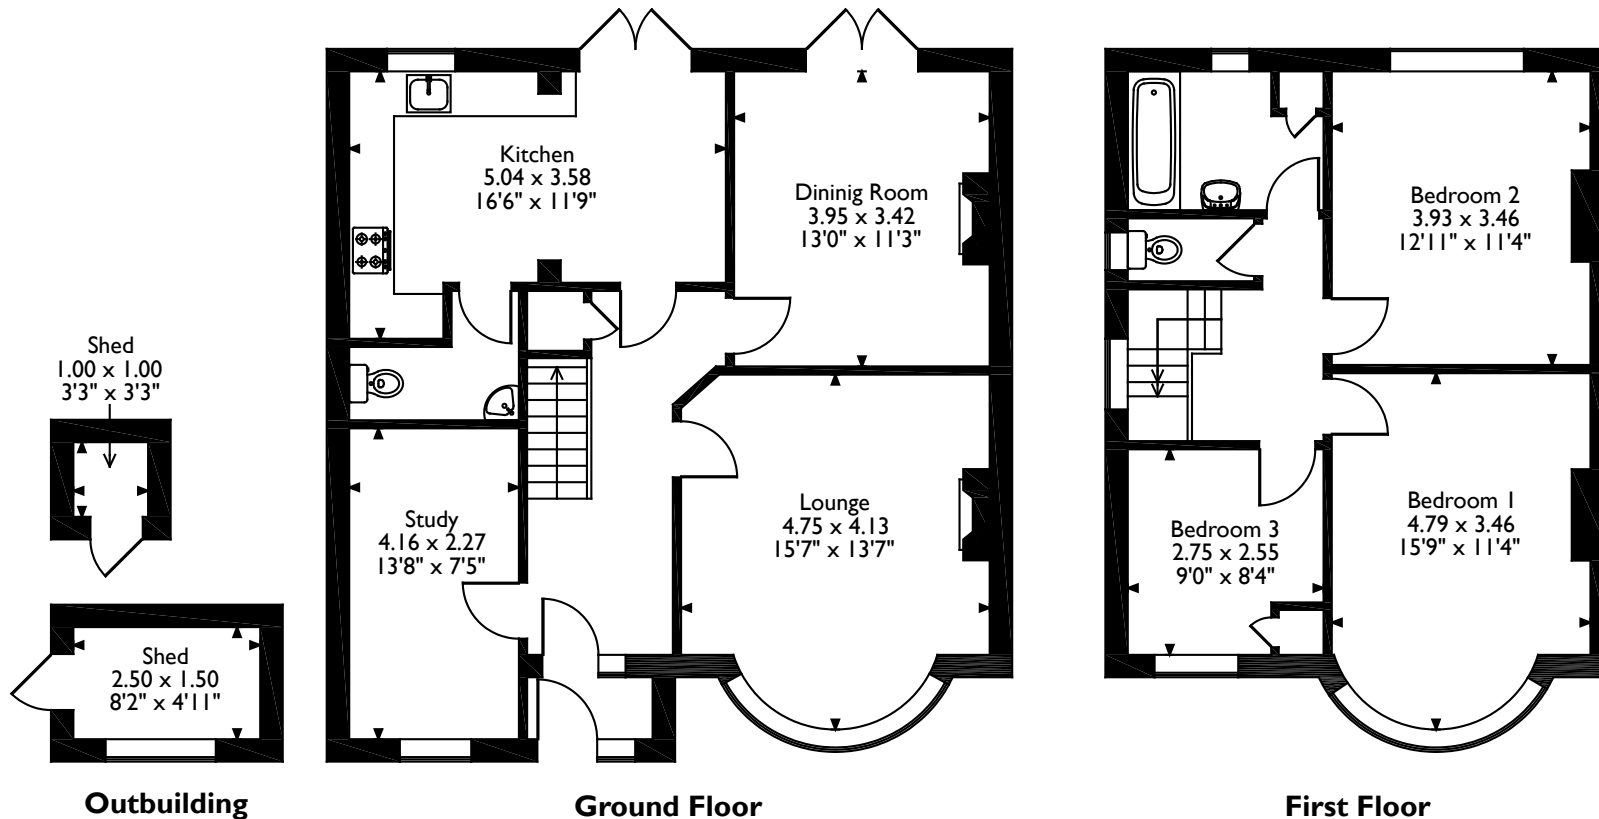 Shed
1.00 x 1.00
3'3" x 3'3"
Shed
2.50 x 1.50
8'2" x 4'11"
Outbuilding
Kitchen
5.04 x 3.58
16'6" x 11'9"
Dininig Room
3.95 x 3.42
13'0" x 11'3"
Study
4.16 x 2.27
13'8" x 7'5"
Lounge
4.75 x 4.13
15'7" x 13'7"
Ground Floor
Bedroom 2
3.93 x 3.46
12'11" x 11'4"
Bedroom 3
2.75 x 2.55
9'0" x 8'4"
Bedroom 1
4.79 x 3.46
15'9" x 11'4"
First Floor